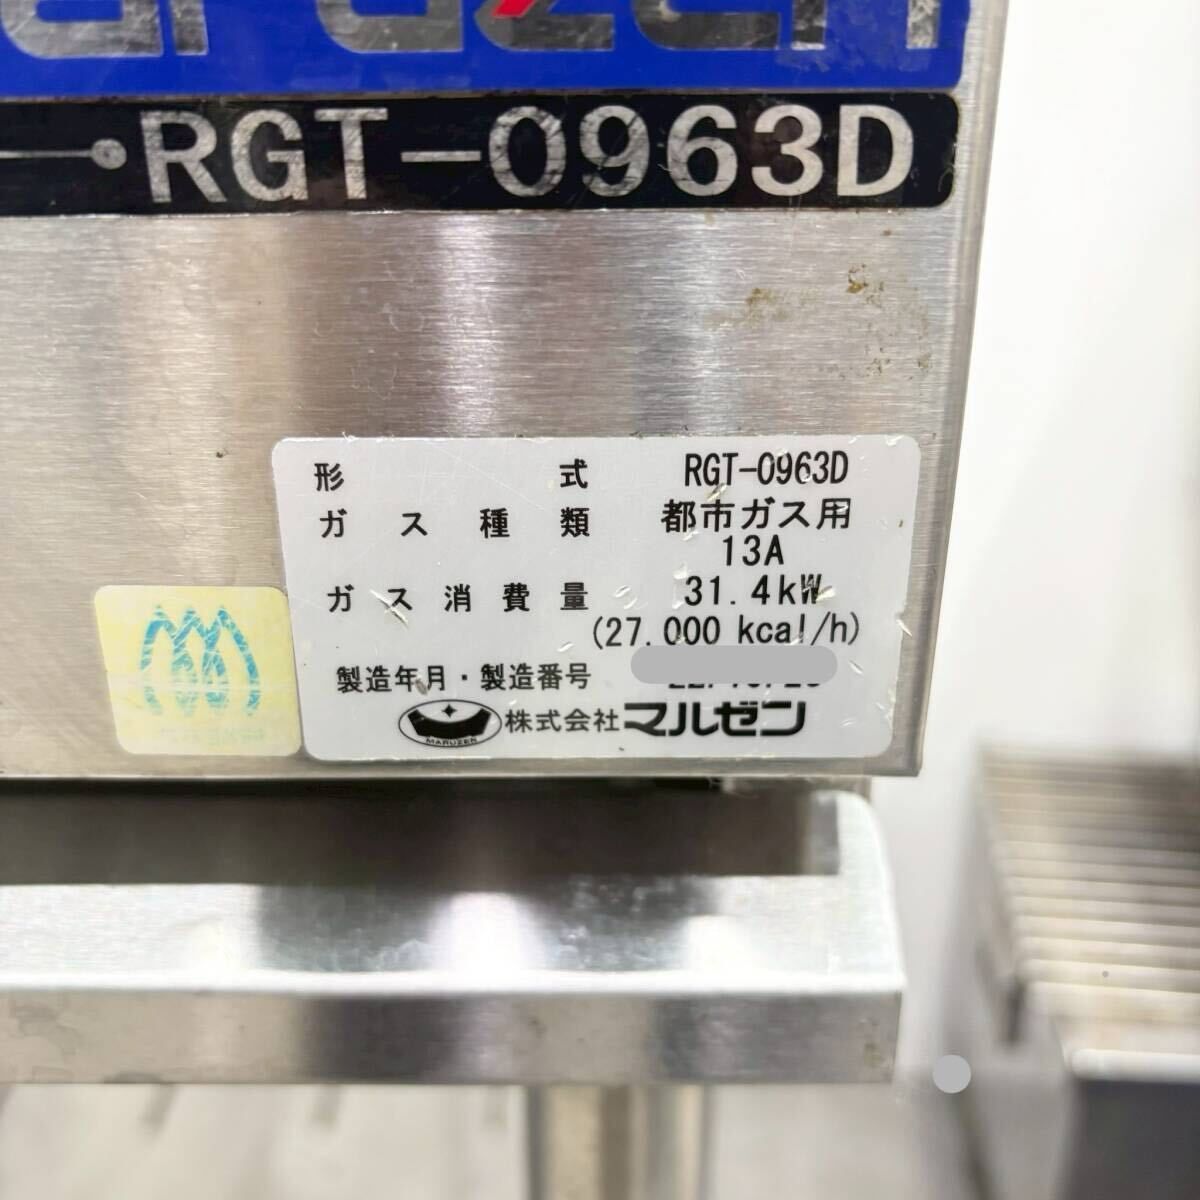 maruzen
RGT-0963D
形式 RGT-0963D
ガス種類 都市ガス用
13A
ガス消費量 31.4kW
(27.000 kcal/h)
製造年月・製造番号
MARUZEN 株式会社マルゼン